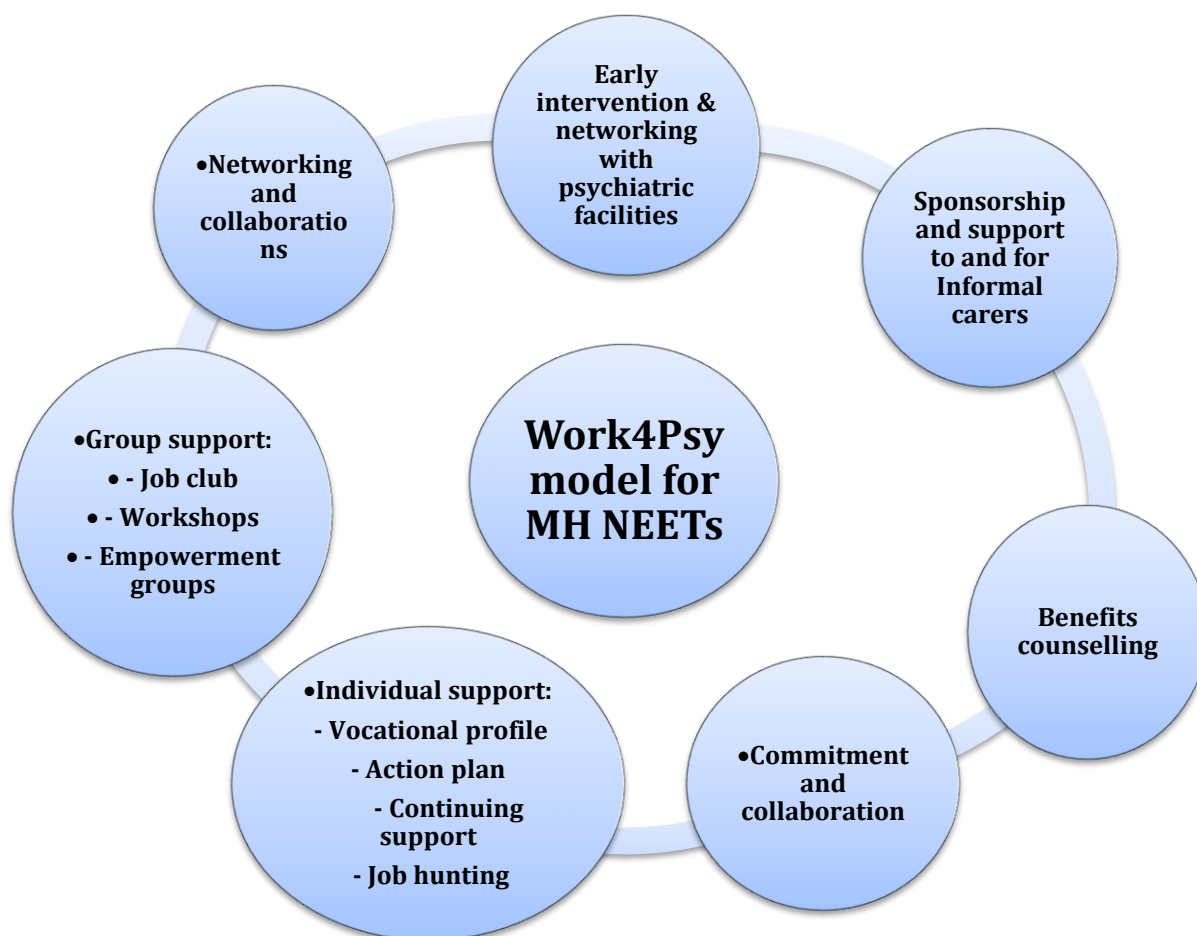 Early
intervention &
networking
with
psychiatric
facilities
Sponsorship
and support
to and for
Informal
carers
Benefits
counselling
•Commitment
and
collaboration
•Individual support:
- Vocational profile
- Action plan
- Continuing
support
- Job hunting
•Group support:
• - Job club
• - Workshops
• - Empowerment
groups
•Networking
and
collaboratio
ns
Work4Psy
model for
MH NEETs